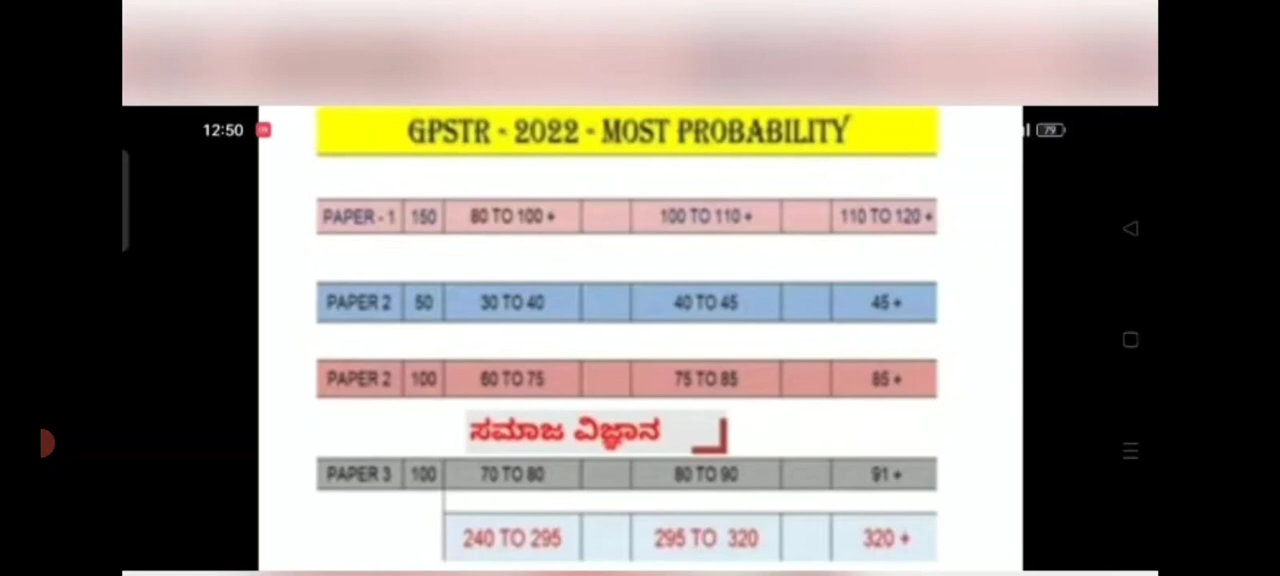 GPSTR - 2022 - MOST PROBABILITY
12:50
79
PAPER - 1 150 80 TO 100 + 100 TO 110 + 110 TO 120 +
PAPER 2 50 30 TO 40 40 TO 45 45 +
PAPER 2 100 60 TO 75 75 TO 85 85 +
ಸಮಾಜ ವಿಜ್ಞಾನ
PAPER 3 100 70 TO 80 80 TO 90 91 +
240 TO 295 295 TO 320 320 +